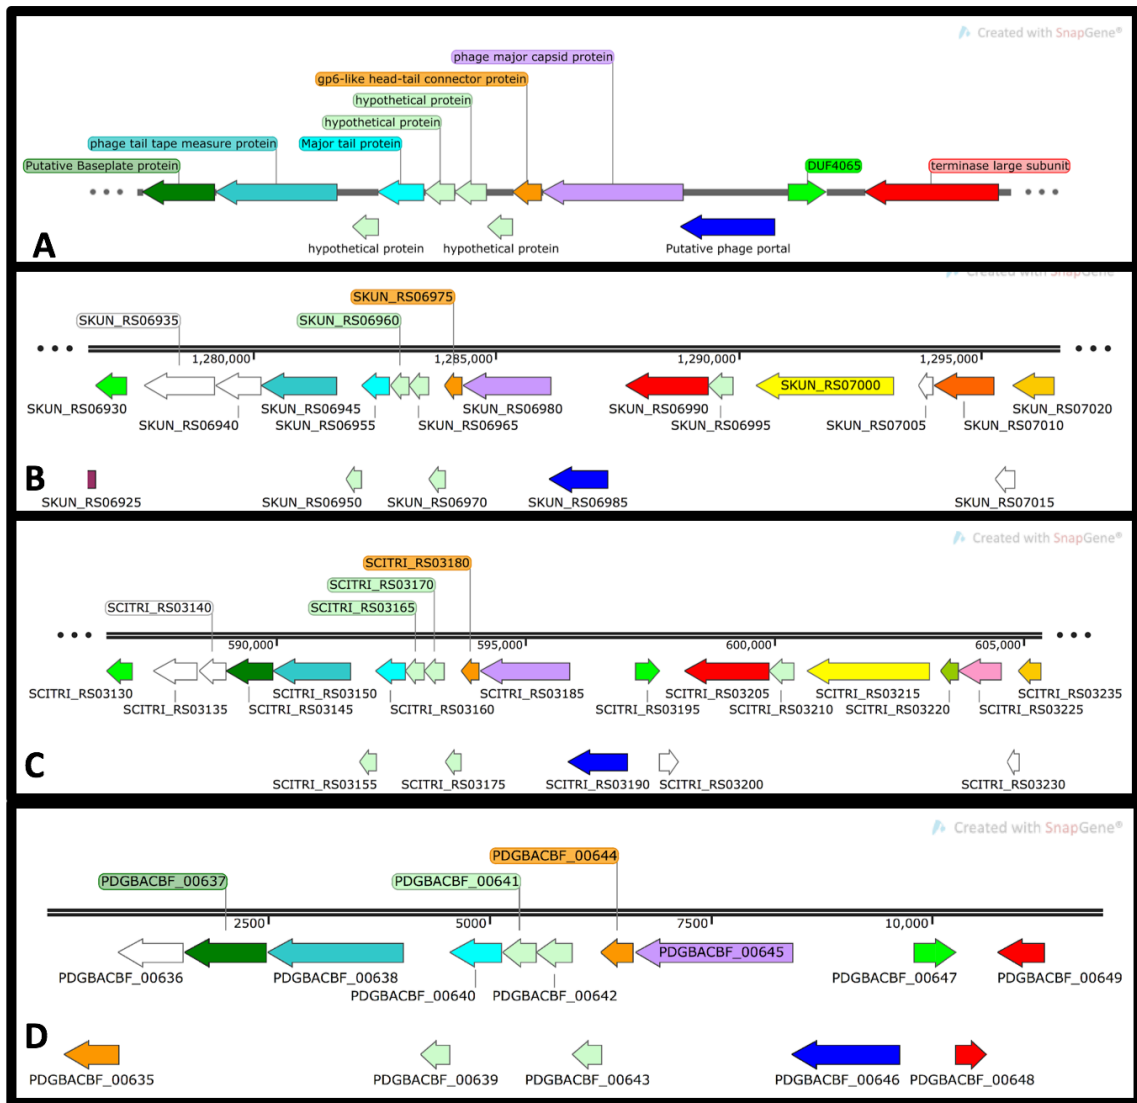 Created with SnapGene®
phage major capsid protein
gp6-like head-tail connector protein
hypothetical protein
hypothetical protein
phage tail tape measure protein
Major tail protein
Putative Baseplate protein
DUF4065
terminase large subunit
hypothetical protein
hypothetical protein
Putative phage portal
A
Created with SnapGene®
SKUN_RS06975
SKUN_RS06935
SKUN_RS06960
1,280,000
1,285,000
1,290,000
1,295,000
SKUN_RS07000
SKUN_RS06930
SKUN_RS06945
SKUN_RS06980
SKUN_RS06990
SKUN_RS07020
SKUN_RS06940
SKUN_RS06955
SKUN_RS06965
SKUN_RS06995
SKUN_RS07005
SKUN_RS07010
B
SKUN_RS06925
SKUN_RS06950
SKUN_RS06970
SKUN_RS06985
SKUN_RS07015
Created with SnapGene®
SCITRI_RS03180
SCITRI_RS03170
SCITRI_RS03140
SCITRI_RS03165
590,000
595,000
600,000
605,000
SCITRI_RS03130
SCITRI_RS03150
SCITRI_RS03185
SCITRI_RS03205
SCITRI_RS03215
SCITRI_RS03235
SCITRI_RS03135
SCITRI_RS03145
SCITRI_RS03160
SCITRI_RS03195
SCITRI_RS03210
SCITRI_RS03220
SCITRI_RS03225
C
SCITRI_RS03155
SCITRI_RS03175
SCITRI_RS03190
SCITRI_RS03200
SCITRI_RS03230
Created with SnapGene®
PDGBACBF_00644
PDGBACBF_00637
PDGBACBF_00641
2500
5000
7500
10,000
PDGBACBF_00645
PDGBACBF_00636
PDGBACBF_00638
PDGBACBF_00647
PDGBACBF_00649
PDGBACBF_00640
PDGBACBF_00642
D
PDGBACBF_00635
PDGBACBF_00639
PDGBACBF_00643
PDGBACBF_00646
PDGBACBF_00648